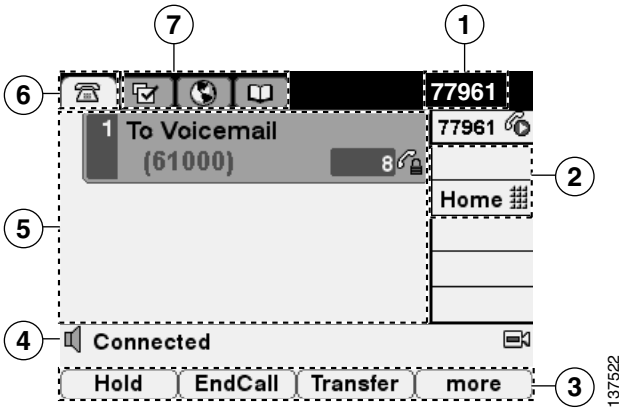 7
1
6
77961
1 To Voicemail
(61000) 8
77961
2
Home
5
4
Connected
Hold EndCall Transfer more
3
137522